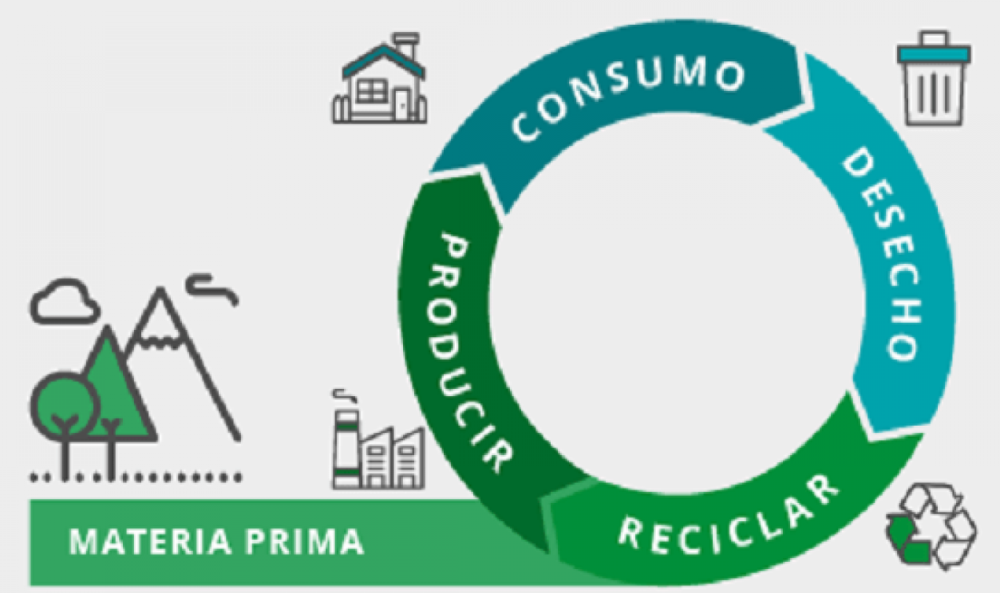 CONSUMO
DESECHO
PRODUCIR
RECICLAR
MATERIA PRIMA